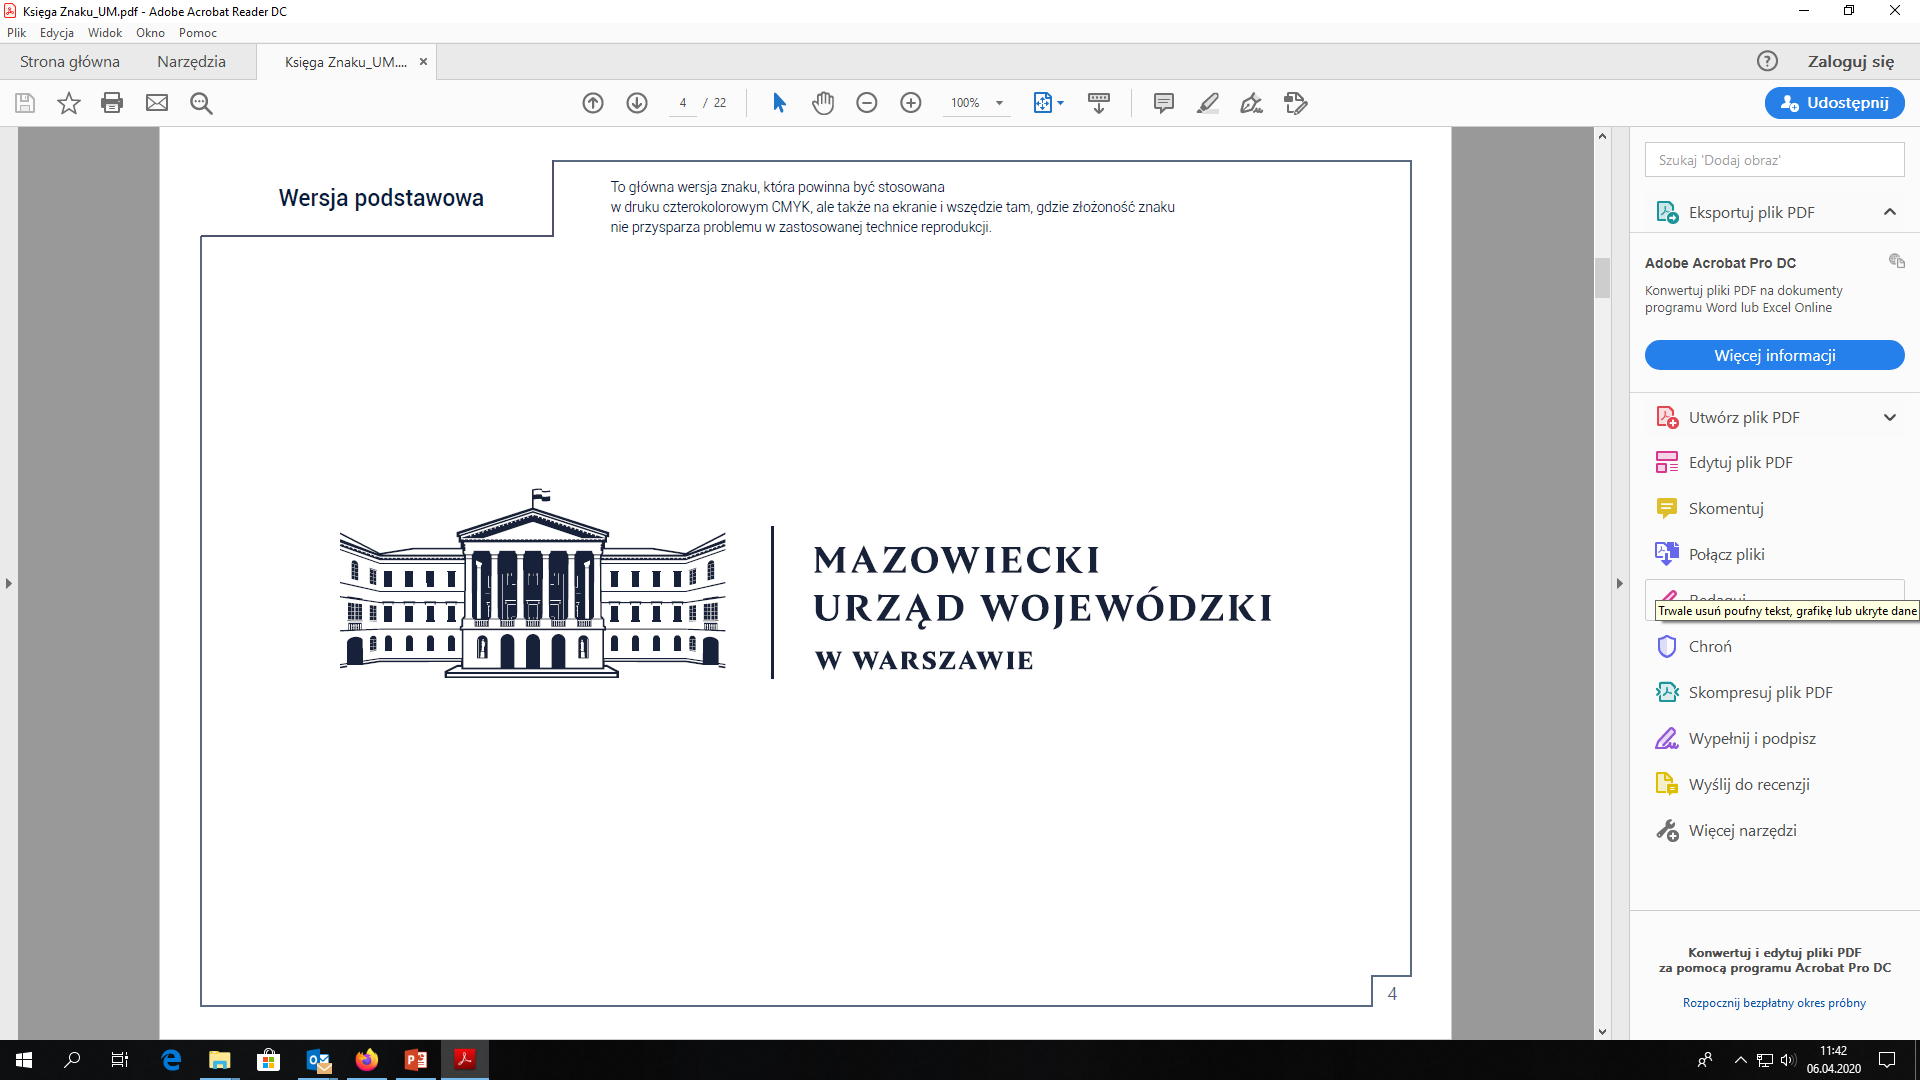 Księga Znaku_UM.pdf - Adobe Acrobat Reader DC
Plik Edycja Widok Okno Pomoc
Strona główna Narzędzia Księga Znaku_UM.... × ? Zaloguj się
4 / 22 100% Udostępnij
Wersja podstawowa
To główna wersja znaku, która powinna być stosowana
w druku czterokolorowym CMYK, ale także na ekranie i wszędzie tam, gdzie złożoność znaku
nie przysparza problemu w zastosowanej technice reprodukcji.
MAZOWIECKI
URZĄD WOJEWÓDZKI
W WARSZAWIE
4
Szukaj 'Dodaj obraz'
Eksportuj plik PDF
Adobe Acrobat Pro DC
Konwertuj pliki PDF na dokumenty
programu Word lub Excel Online
Więcej informacji
Utwórz plik PDF
Edytuj plik PDF
Skomentuj
Połącz pliki
Trwale usuń poufny tekst, grafikę lub ukryte dane
Chroń
Skompresuj plik PDF
Wypełnij i podpisz
Wyślij do recenzji
Więcej narzędzi
Konwertuj i edytuj pliki PDF
za pomocą programu Acrobat Pro DC
Rozpocznij bezpłatny okres próbny
11:42
06.04.2020